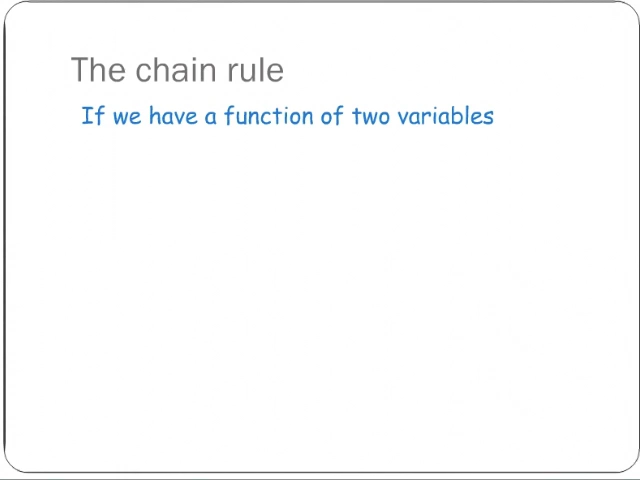 The chain rule
If we have a function of two variables